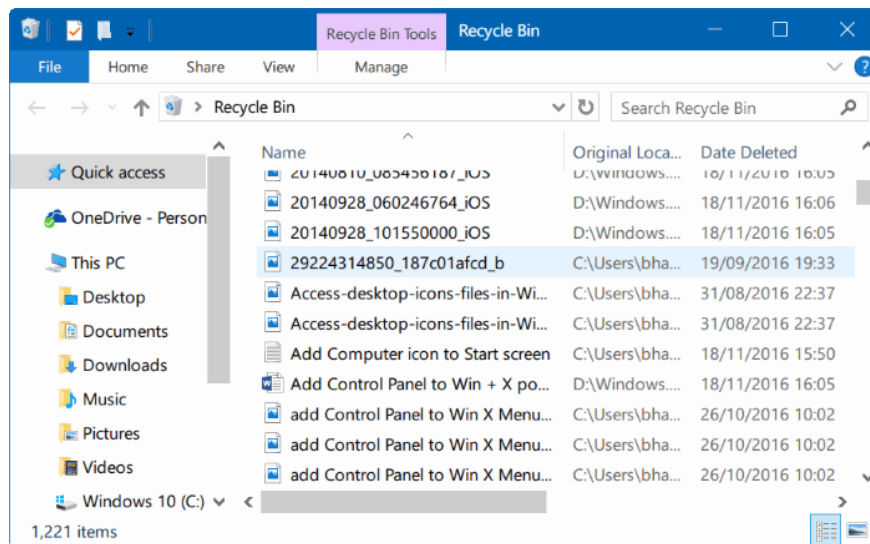 Recycle Bin Tools Recycle Bin
File Home Share View Manage
Recycle Bin Search Recycle Bin
Name Original Loca... Date Deleted
Quick access
OneDrive - Person
This PC
Desktop
Documents
Downloads
Music
Pictures
Videos
Windows 10 (C:)
20140810_085456187_iOS D:\Windows.... 18/11/2016 16:05
20140928_060246764_iOS D:\Windows.... 18/11/2016 16:06
20140928_101550000_iOS D:\Windows.... 18/11/2016 16:05
29224314850_187c01afcd_b C:\Users\bha... 19/09/2016 19:33
Access-desktop-icons-files-in-Wi... C:\Users\bha... 31/08/2016 22:37
Access-desktop-icons-files-in-Wi... C:\Users\bha... 31/08/2016 22:37
Add Computer icon to Start screen C:\Users\bha... 18/11/2016 15:50
Add Control Panel to Win + X po... D:\Windows.... 18/11/2016 16:05
add Control Panel to Win X Menu... C:\Users\bha... 26/10/2016 10:02
add Control Panel to Win X Menu... C:\Users\bha... 26/10/2016 10:02
add Control Panel to Win X Menu... C:\Users\bha... 26/10/2016 10:02
1,221 items